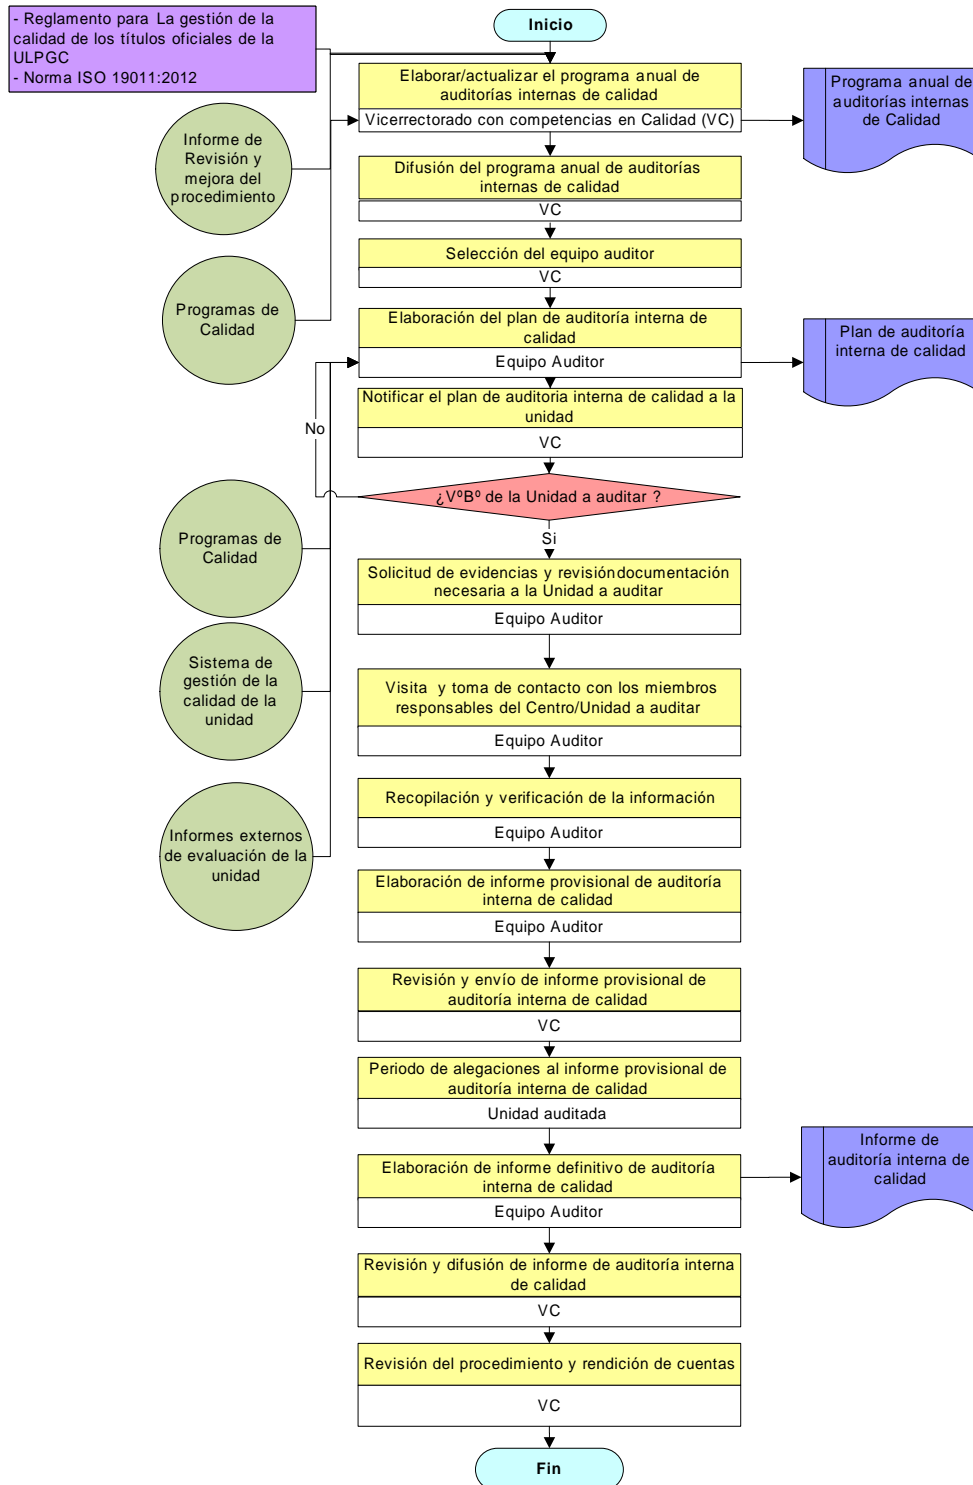 - Reglamento para La gestión de la
calidad de los títulos oficiales de la
ULPGC
- Norma ISO 19011:2012
Inicio
Elaborar/actualizar el programa anual de
auditorías internas de calidad
Vicerrectorado con competencias en Calidad (VC)
Programa anual de
auditorías internas
de Calidad
Informe de
Revisión y
mejora del
procedimiento
Difusión del programa anual de auditorías
internas de calidad
VC
Selección del equipo auditor
VC
Programas de
Calidad
Elaboración del plan de auditoría interna de
calidad
Equipo Auditor
Plan de auditoría
interna de calidad
Notificar el plan de auditoria interna de calidad a la
unidad
VC
No
¿VºBº de la Unidad a auditar ?
Si
Programas de
Calidad
Solicitud de evidencias y revisióndocumentación
necesaria a la Unidad a auditar
Equipo Auditor
Sistema de
gestión de la
calidad de la
unidad
Visita y toma de contacto con los miembros
responsables del Centro/Unidad a auditar
Equipo Auditor
Recopilación y verificación de la información
Equipo Auditor
Informes externos
de evaluación de la
unidad
Elaboración de informe provisional de auditoría
interna de calidad
Equipo Auditor
Revisión y envío de informe provisional de
auditoría interna de calidad
VC
Periodo de alegaciones al informe provisional de
auditoría interna de calidad
Unidad auditada
Elaboración de informe definitivo de auditoría
interna de calidad
Equipo Auditor
Informe de
auditoría interna de
calidad
Revisión y difusión de informe de auditoría interna
de calidad
VC
Revisión del procedimiento y rendición de cuentas
VC
Fin